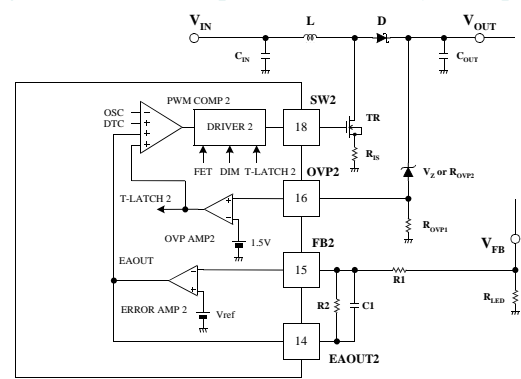 VIN L D VOUT
CIN COUT
PWM COMP 2 SW2
OSC
DTC
DRIVER 2 18 TR
RIS
FET DIM T-LATCH 2 OVP2
VZ or ROVP2
T-LATCH 2 16
OVP AMP2 1.5V ROVP1
FB2 VFB
EAOUT 15
R1
R2 C1 RLED
ERROR AMP 2 Vref
14
EAOUT2